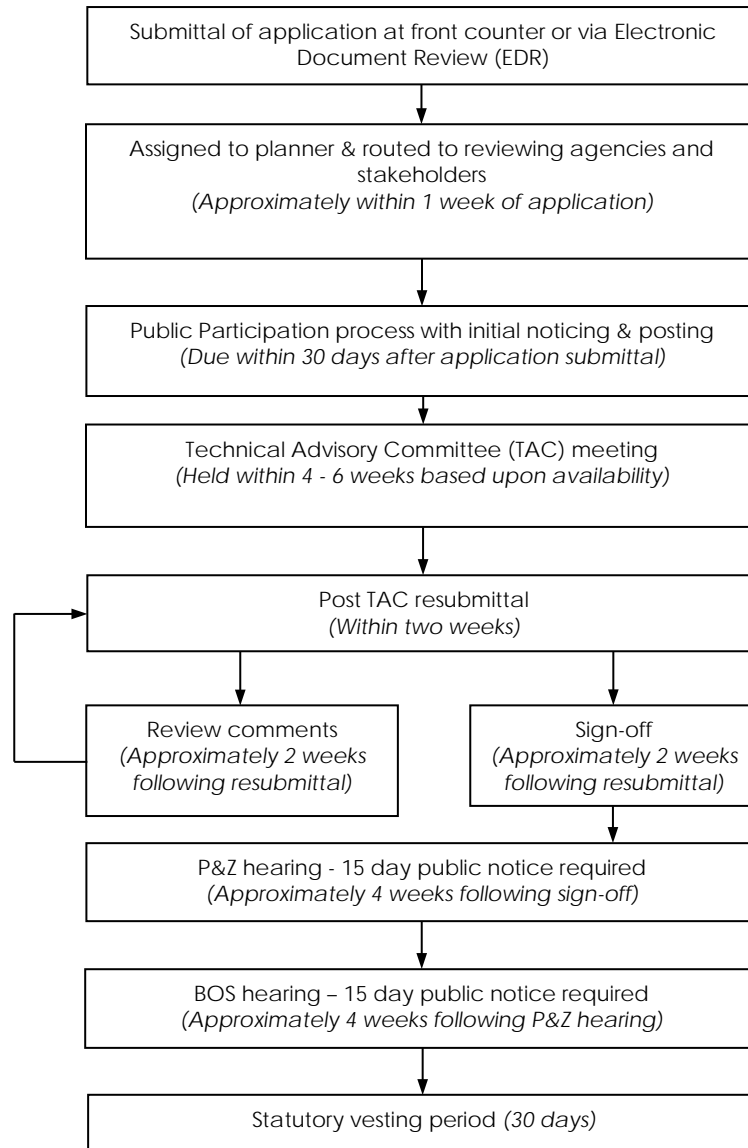 Submittal of application at front counter or via Electronic
Document Review (EDR)
Assigned to planner & routed to reviewing agencies and
stakeholders
(Approximately within 1 week of application)
Public Participation process with initial noticing & posting
(Due within 30 days after application submittal)
Technical Advisory Committee (TAC) meeting
(Held within 4 - 6 weeks based upon availability)
Post TAC resubmittal
(Within two weeks)
Review comments
(Approximately 2 weeks
following resubmittal)
Sign-off
(Approximately 2 weeks
following resubmittal)
P&Z hearing - 15 day public notice required
(Approximately 4 weeks following sign-off)
BOS hearing – 15 day public notice required
(Approximately 4 weeks following P&Z hearing)
Statutory vesting period (30 days)